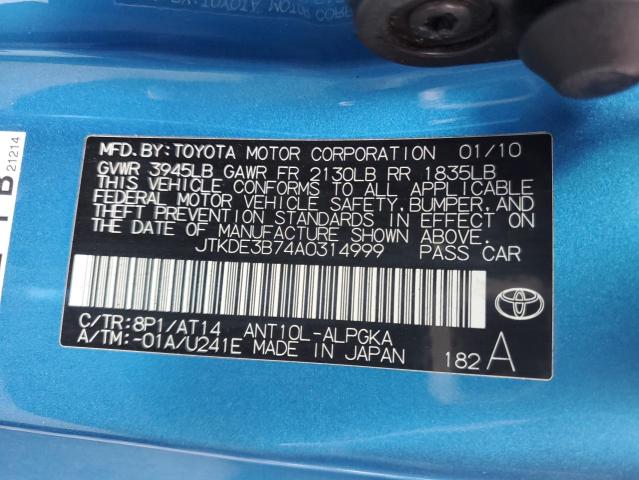 MFD.BY:TOYOTA MOTOR CORPORATION 01/10
GVWR 3945LB GAWR FR 2130LB RR 1835LB
THIS VEHICLE CONFORMS TO ALL APPLICABLE
FEDERAL MOTOR VEHICLE SAFETY,BUMPER,AND
THEFT PREVENTION STANDARDS IN EFFECT ON
THE DATE OF MANUFACTURE SHOWN ABOVE.
JTKDE3B74A0314999 PASS CAR
C/TR:8P1/AT14 ANT10L-ALPGKA
A/TM:-01A/U241E MADE IN JAPAN
182 A
21214